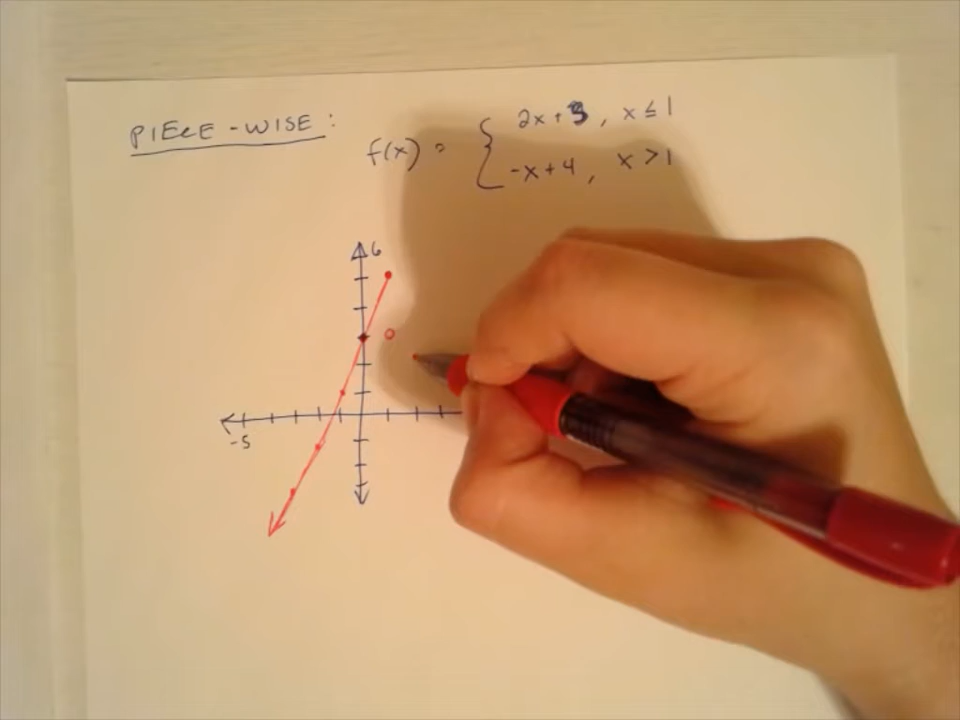 PIECE-WISE:
f(x) = { 2x+3, x ≤ 1
-x+4, x > 1
6
-5